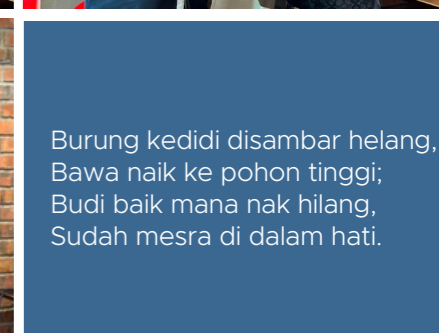 Burung kedidi disambar helang,
Bawa naik ke pohon tinggi;
Budi baik mana nak hilang,
Sudah mesra di dalam hati.